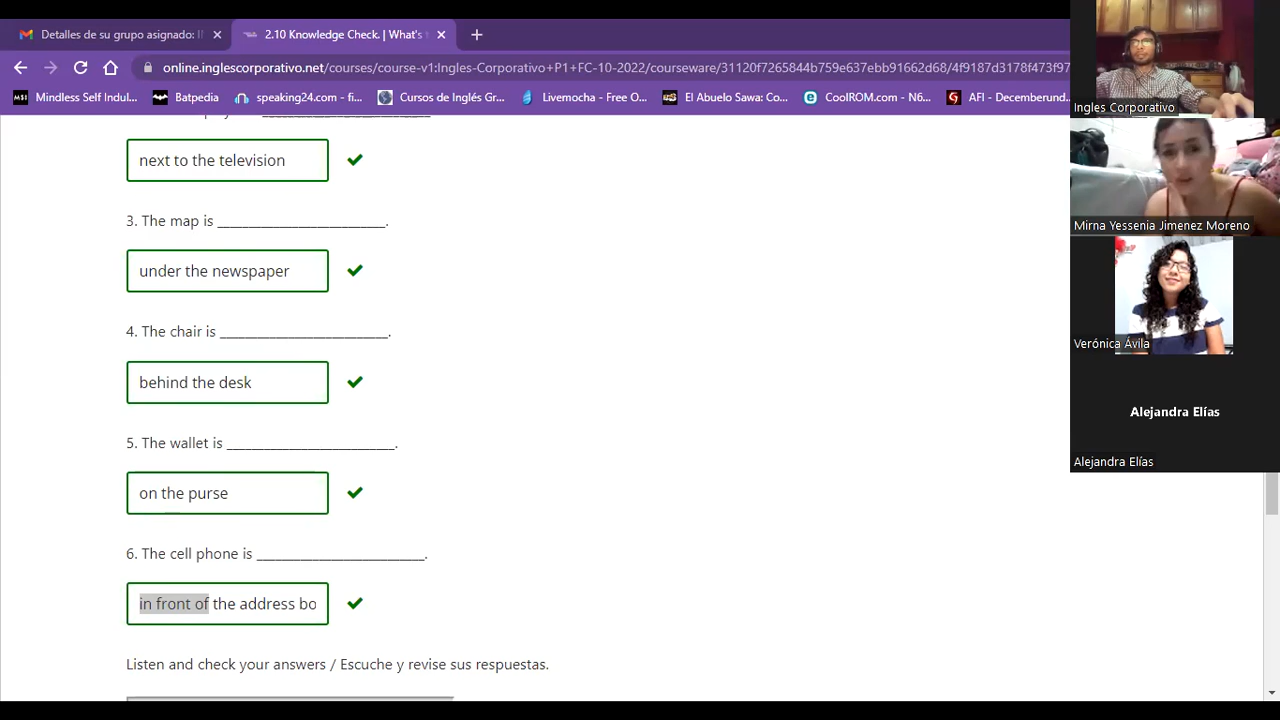 Detalles de su grupo asignado: I
2.10 Knowledge Check. | What's
online.inglescorporativo.net/courses/course-v1:Ingles-Corporativo+P1+FC-10-2022/courseware/31120f7265844b759e637ebb91662d68/4f9187d3178f473f97
Mindless Self Indul...
Batpedia
speaking24.com - fi...
Cursos de Inglés Gr...
Livemocha - Free O...
El Abuelo Sawa: Co...
CoolROM.com - N6...
AFI - Decemberund...
next to the television
3. The map is ________________________.
under the newspaper
4. The chair is ________________________.
behind the desk
5. The wallet is ________________________.
on the purse
6. The cell phone is ________________________.
in front of the address bo
Listen and check your answers / Escuche y revise sus respuestas.
Ingles Corporativo
Mirna Yessenia Jimenez Moreno
Verónica Ávila
Alejandra Elías
Alejandra Elías